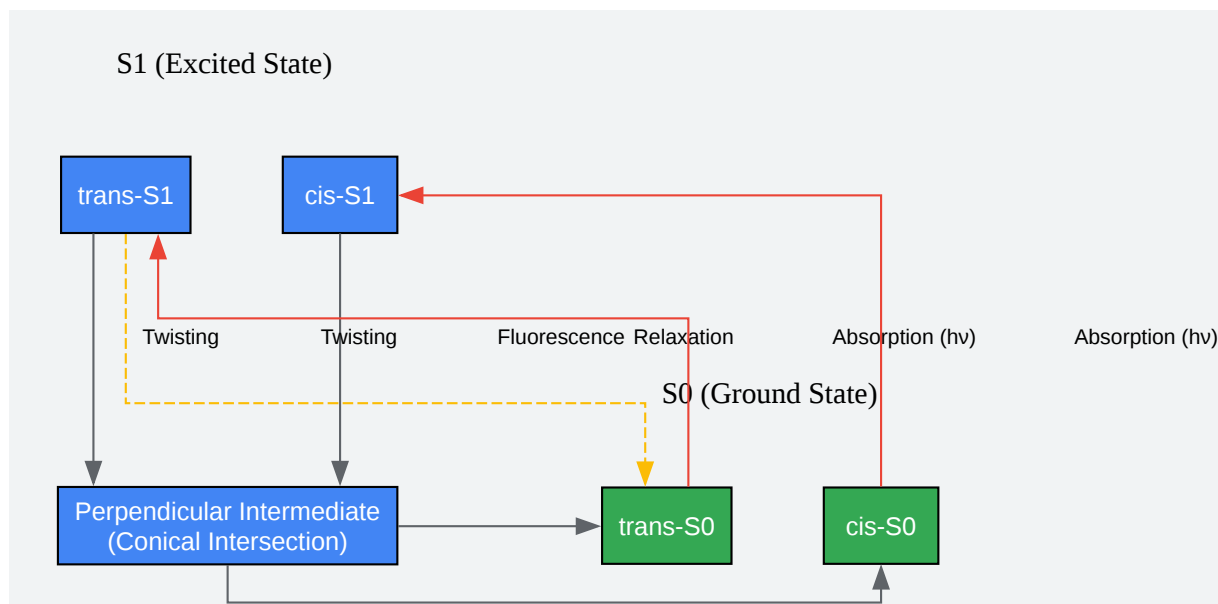 S1 (Excited State)
trans-S1
cis-S1
Twisting
Twisting
Fluorescence
Relaxation
Absorption (hν)
Absorption (hν)
S0 (Ground State)
Perpendicular Intermediate
(Conical Intersection)
trans-S0
cis-S0